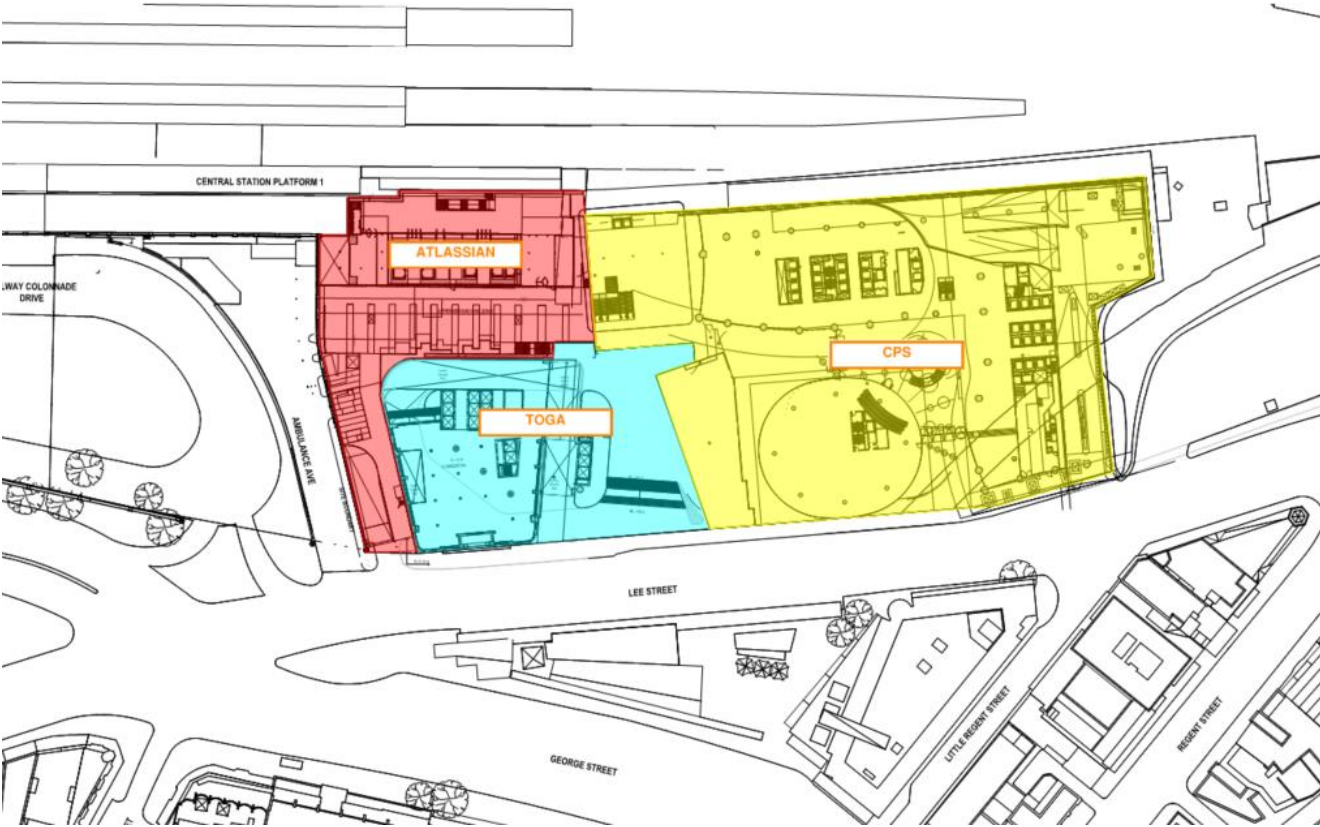 CENTRAL STATION PLATFORM 1
ATLASSIAN
LWAY COLONNADE
DRIVE
CPS
TOGA
AMBULANCE AVE
LEE STREET
GEORGE STREET
LITTLE REGENT STREET
REGENT STREET